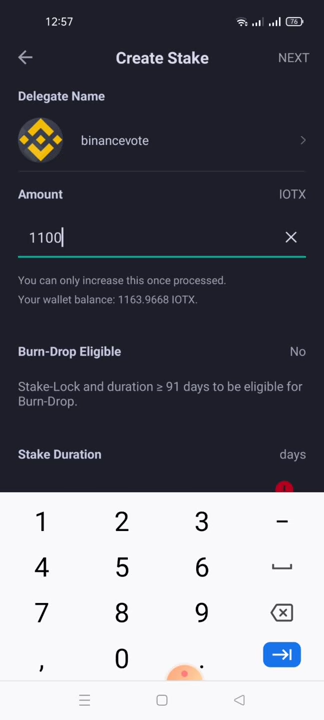 12:57
76
Create Stake
NEXT
Delegate Name
binancevote
Amount
IOTX
1100
You can only increase this once processed.
Your wallet balance: 1163.9668 IOTX.
Burn-Drop Eligible
No
Stake-Lock and duration ≥ 91 days to be eligible for
Burn-Drop.
Stake Duration
days
1 2 3 -
4 5 6
7 8 9
, 0 .